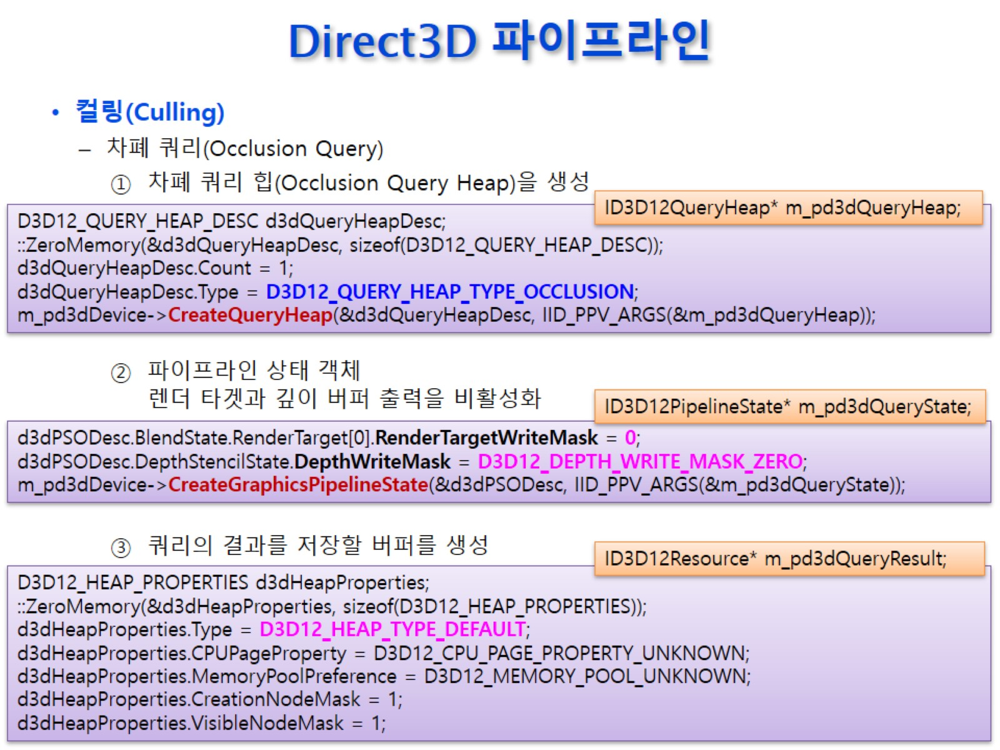 Direct3D 파이프라인
• 컬링(Culling)
– 차폐 쿼리(Occlusion Query)
① 차폐 쿼리 힙(Occlusion Query Heap)을 생성
ID3D12QueryHeap* m_pd3dQueryHeap;
D3D12_QUERY_HEAP_DESC d3dQueryHeapDesc;
::ZeroMemory(&d3dQueryHeapDesc, sizeof(D3D12_QUERY_HEAP_DESC));
d3dQueryHeapDesc.Count = 1;
d3dQueryHeapDesc.Type = D3D12_QUERY_HEAP_TYPE_OCCLUSION;
m_pd3dDevice->CreateQueryHeap(&d3dQueryHeapDesc, IID_PPV_ARGS(&m_pd3dQueryHeap));
② 파이프라인 상태 객체
렌더 타겟과 깊이 버퍼 출력을 비활성화
ID3D12PipelineState* m_pd3dQueryState;
d3dPSODesc.BlendState.RenderTarget[0].RenderTargetWriteMask = 0;
d3dPSODesc.DepthStencilState.DepthWriteMask = D3D12_DEPTH_WRITE_MASK_ZERO;
m_pd3dDevice->CreateGraphicsPipelineState(&d3dPSODesc, IID_PPV_ARGS(&m_pd3dQueryState));
③ 쿼리의 결과를 저장할 버퍼를 생성
ID3D12Resource* m_pd3dQueryResult;
D3D12_HEAP_PROPERTIES d3dHeapProperties;
::ZeroMemory(&d3dHeapProperties, sizeof(D3D12_HEAP_PROPERTIES));
d3dHeapProperties.Type = D3D12_HEAP_TYPE_DEFAULT;
d3dHeapProperties.CPUPageProperty = D3D12_CPU_PAGE_PROPERTY_UNKNOWN;
d3dHeapProperties.MemoryPoolPreference = D3D12_MEMORY_POOL_UNKNOWN;
d3dHeapProperties.CreationNodeMask = 1;
d3dHeapProperties.VisibleNodeMask = 1;